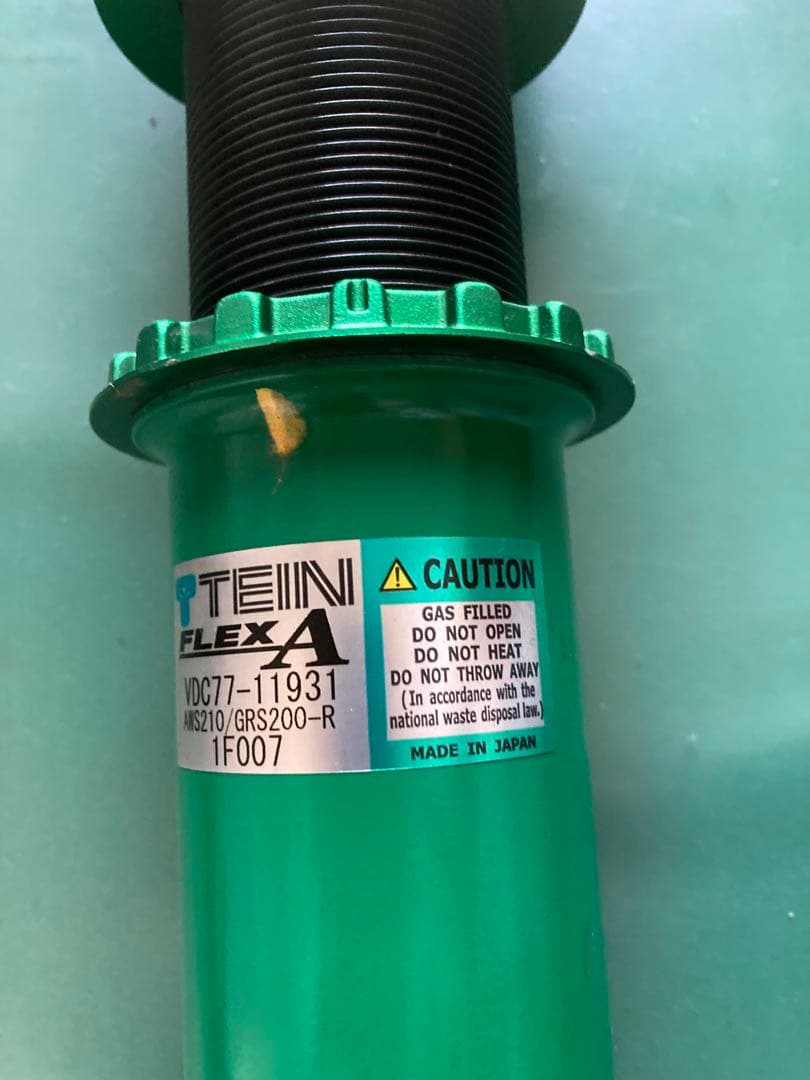 TEIN
FLEX A
VDC77-11931
AWS210/GRS200-R
1F007
CAUTION
GAS FILLED
DO NOT OPEN
DO NOT HEAT
DO NOT THROW AWAY
(In accordance with the
national waste disposal law.)
MADE IN JAPAN